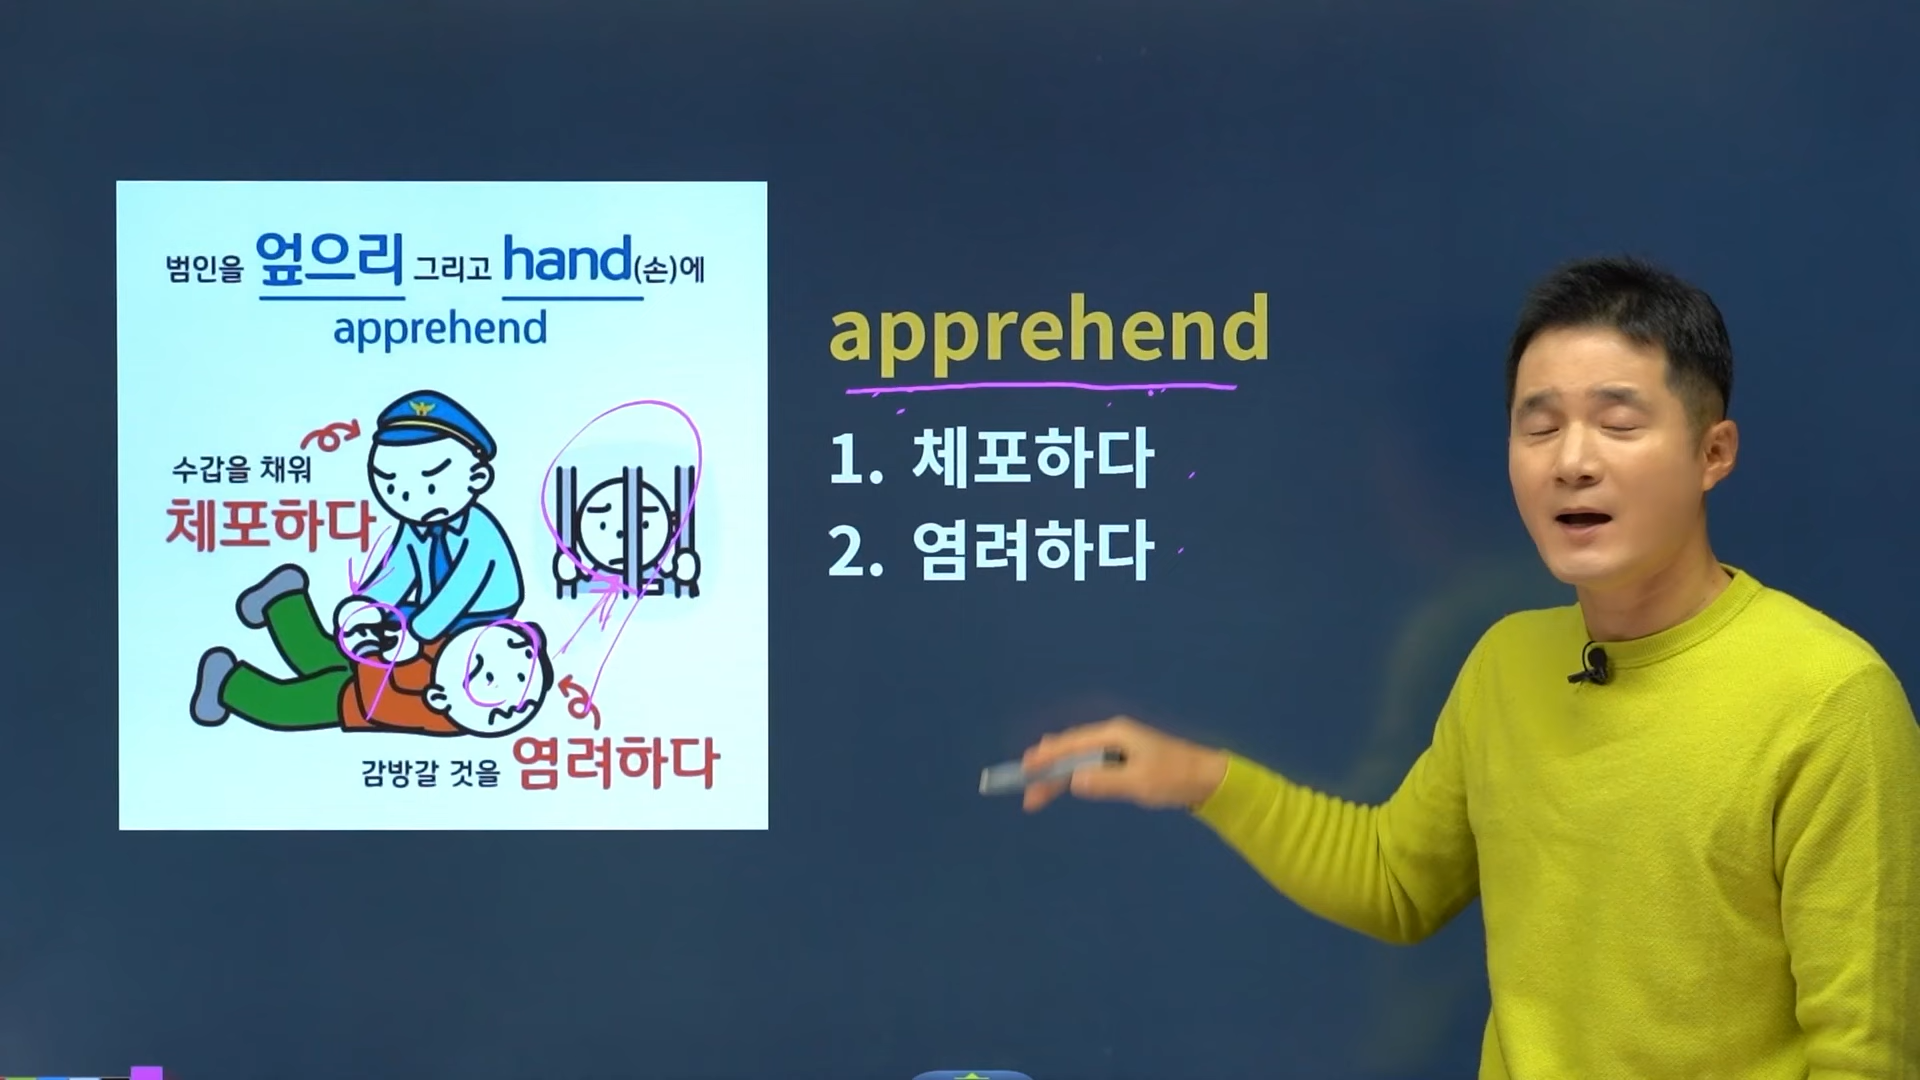 범인을 엎으리 그리고 hand(손)에
apprehend
수갑을 채워
체포하다
감방갈 것을 염려하다
apprehend
1. 체포하다
2. 염려하다